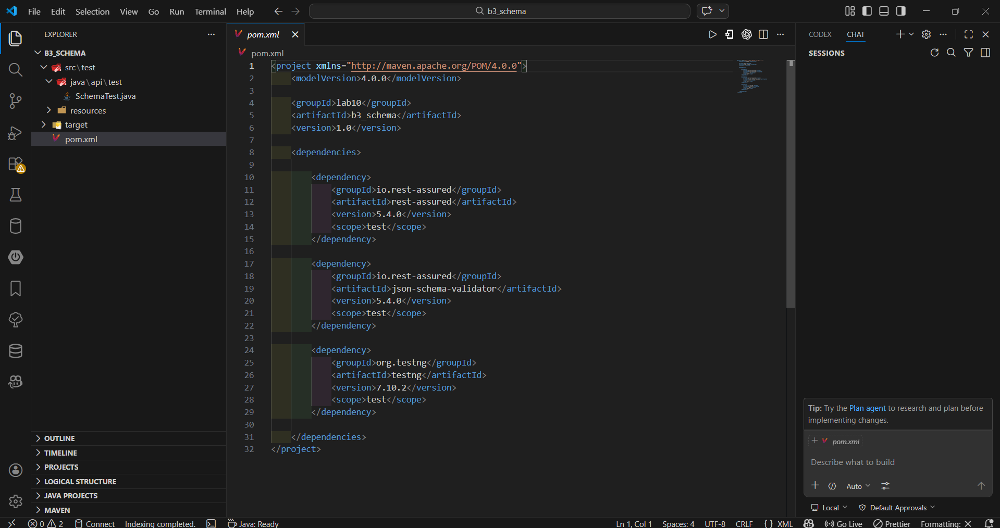 File Edit Selection View Go Run Terminal Help
b3_schema
EXPLORER
B3_SCHEMA
src\test
java\api\test
SchemaTest.java
resources
target
pom.xml
OUTLINE
TIMELINE
PROJECTS
LOGICAL STRUCTURE
JAVA PROJECTS
MAVEN
pom.xml
pom.xml
1 <project xmlns="http://maven.apache.org/POM/4.0.0">
2 <modelVersion>4.0.0</modelVersion>
3
4 <groupId>lab10</groupId>
5 <artifactId>b3_schema</artifactId>
6 <version>1.0</version>
7
8 <dependencies>
9
10 <dependency>
11 <groupId>io.rest-assured</groupId>
12 <artifactId>rest-assured</artifactId>
13 <version>5.4.0</version>
14 <scope>test</scope>
15 </dependency>
16
17 <dependency>
18 <groupId>io.rest-assured</groupId>
19 <artifactId>json-schema-validator</artifactId>
20 <version>5.4.0</version>
21 <scope>test</scope>
22 </dependency>
23
24 <dependency>
25 <groupId>org.testng</groupId>
26 <artifactId>testng</artifactId>
27 <version>7.10.2</version>
28 <scope>test</scope>
29 </dependency>
30
31 </dependencies>
32 </project>
CODEX CHAT
SESSIONS
Tip: Try the Plan agent to research and plan before
implementing changes.
pom.xml
Describe what to build
Auto
Local Default Approvals
0 2 Connect Indexing completed. Java: Ready Ln 1, Col 1 Spaces: 4 UTF-8 CRLF {} XML Go Live Prettier Formatting: